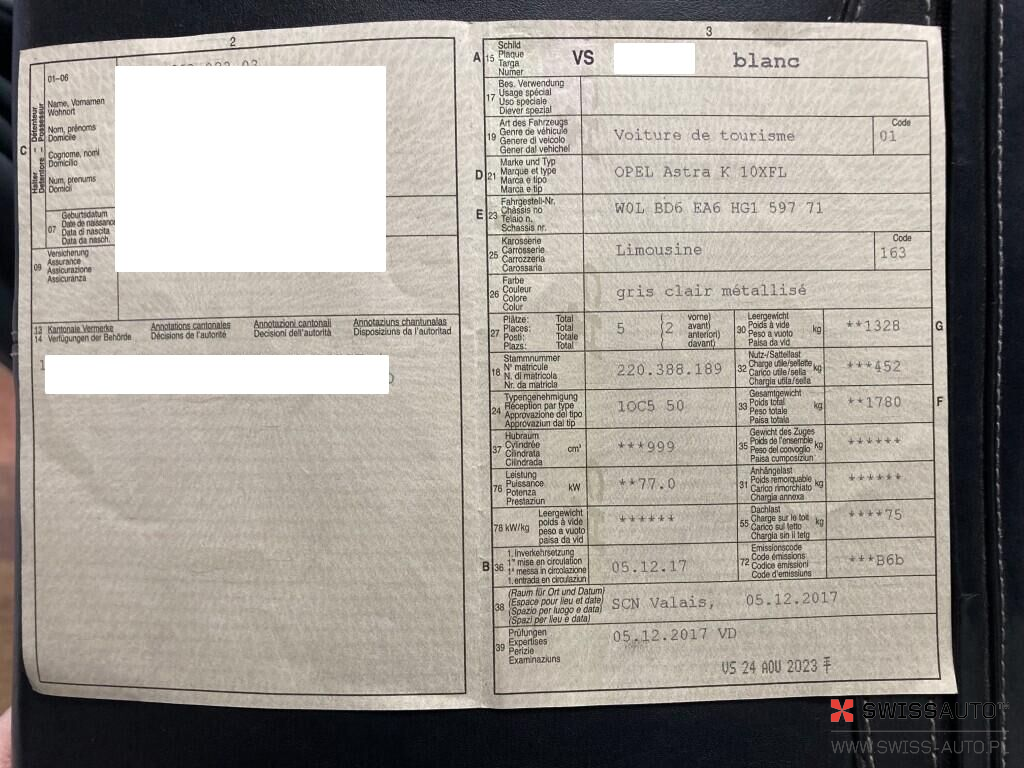 2
01-06
Name, Vornamen
Wohnort
Nom, prénoms
Domicile
Cognome, nomi
Domicilio
Num, prenums
Domicil
C
Halter – Détenteur
Detentore – Possessur
07
Geburtsdatum
Date de naissance
Data di nascita
Data da nasch.
09
Versicherung
Assurance
Assicurazione
Assicuranza
13 Kantonale Vermerke
14 Verfügungen der Behörde
Annotations cantonales
Décisions de l'autorité
Annotazioni cantonali
Decisioni dell'autorità
Annotaziuns chantunalas
Disposiziuns da l'autoritad
3
A 15
Schild
Plaque
Targa
Numer
VS blanc
17
Bes. Verwendung
Usage spécial
Uso speciale
Diever spezial
19
Art des Fahrzeugs
Genre de véhicule
Genere di veicolo
Gener dal vehichel
Voiture de tourisme
Code
01
D 21
Marke und Typ
Marque et type
Marca e tipo
Marca e tip
OPEL Astra K 10XFL
E 23
Fahrgestell-Nr.
Châssis no
Telaio n.
Schassis nr.
W0L BD6 EA6 HG1 597 71
25
Karosserie
Carrosserie
Carrozzeria
Carossaria
Limousine
Code
163
26
Farbe
Couleur
Colore
Colur
gris clair métallisé
27
Plätze: Total
Places: Total
Posti: Totale
Plazs: Total
5 (2
vorne)
avant)
anteriori)
davant)
30
Leergewicht
Poids à vide
Peso a vuoto
Paisa da vid
kg
**1328
G
18
Stammnummer
N° matricule
N. di matricola
Nr. da matricla
220.388.189
32
Nutz-/Sattellast
Charge utile/sellette
Carico utile/sella
Chargia utila/sella
kg
***452
24
Typengenehmigung
Réception par type
Approvazione del tipo
Approvaziun dal tip
1OC5 50
33
Gesamtgewicht
Poids total
Peso totale
Paisa totala
kg
**1780
F
37
Hubraum
Cylindrée
Cilindrata
Cilindrada
cm³
***999
35
Gewicht des Zuges
Poids de l'ensemble
Peso del convoglio
Paisa cumposiziun
kg
******
76
Leistung
Puissance
Potenza
Prestaziun
kW
**77.0
31
Anhängelast
Poids remorquable
Carico rimorchiato
Chargia annexa
kg
******
78 kW/kg
Leergewicht
poids à vide
peso a vuoto
paisa da vid
******
55
Dachlast
Charge sur le toit
Carico sul tetto
Chargia sin il tetg
kg
****75
B 36
1. Inverkehrsetzung
1re mise en circulation
1a messa in circolazione
1. entrada en circulaziun
05.12.17
72
Emissionscode
Code émissions
Codice emissioni
Code d'emissiuns
***B6b
38
(Raum für Ort und Datum)
(Espace pour lieu et date)
(Spazio per luogo e data)
(Spazi per lieu e data)
SCN Valais, 05.12.2017
39
Prüfungen
Expertises
Perizie
Examinaziuns
05.12.2017 VD
VS 24 AOU 2023
SWISSAUTO
WWW.SWISS-AUTO.PL